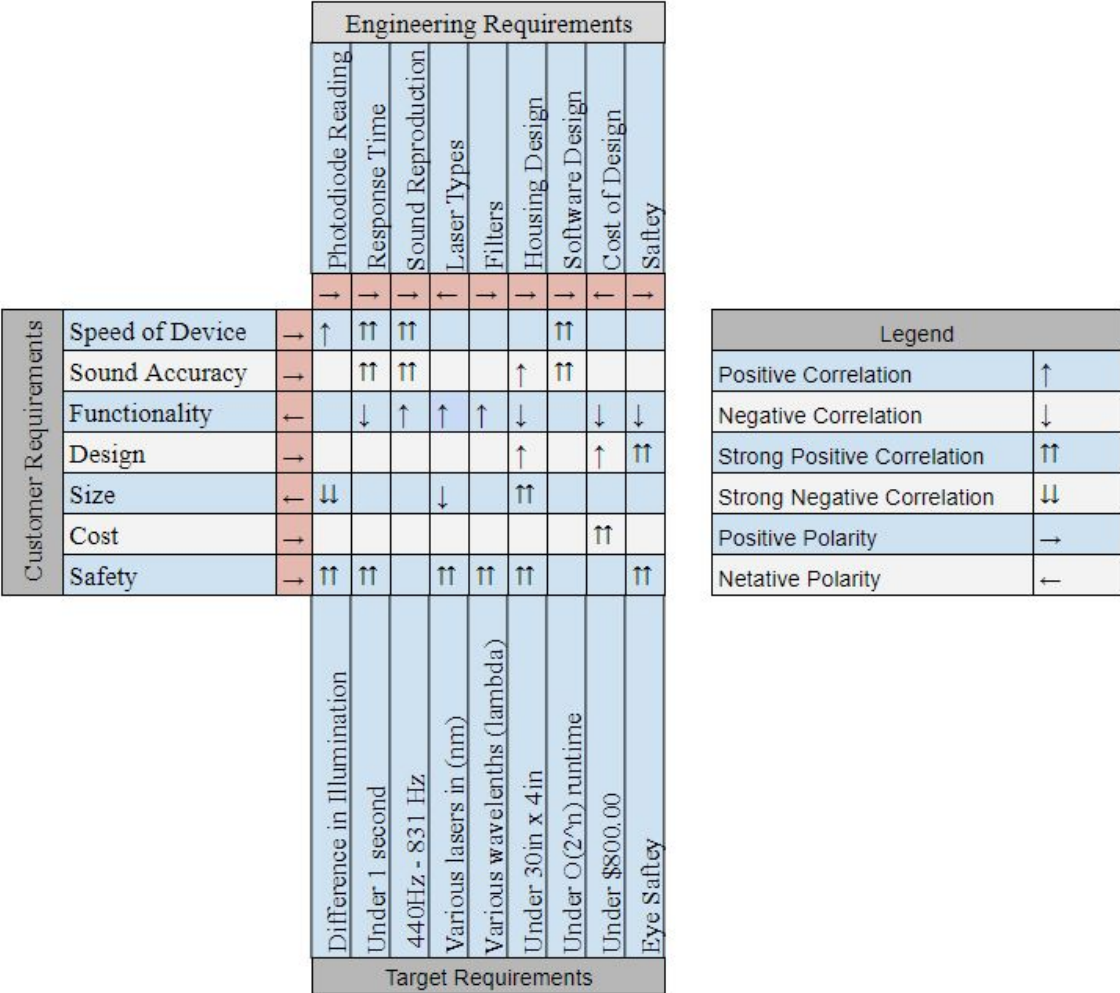 Engineering Requirements
Photodiode Reading
Response Time
Sound Reproduction
Laser Types
Filters
Housing Design
Software Design
Cost of Design
Saftey
→ → → ← → → → ← →
Customer Requirements
Speed of Device → ↑ ⇈ ⇈ ⇈
Sound Accuracy → ⇈ ⇈ ↑ ⇈
Functionality ← ↓ ↑ ↑ ↑ ↓ ↓ ↓
Design → ↑ ↑ ⇈
Size ← ⇊ ↓ ⇈
Cost → ⇈
Safety → ⇈ ⇈ ⇈ ⇈ ⇈ ⇈
Difference in Illumination
Under 1 second
440Hz - 831 Hz
Various lasers in (nm)
Various wavelenths (lambda)
Under 30in x 4in
Under O(2^n) runtime
Under $800.00
Eye Saftey
Target Requirements
Legend
Positive Correlation ↑
Negative Correlation ↓
Strong Positive Correlation ⇈
Strong Negative Correlation ⇊
Positive Polarity →
Netative Polarity ←